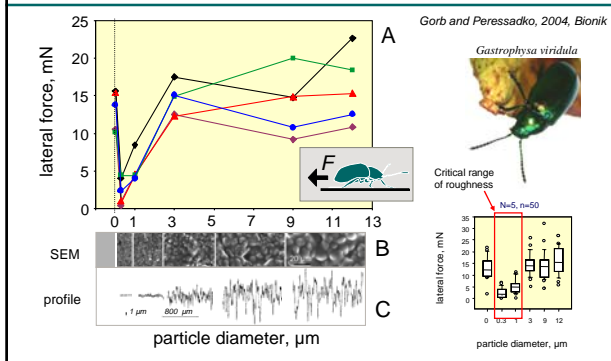 Gorb and Peressadko, 2004, Bionik
Gastrophysa viridula
A
lateral force, mN
25
20
15
10
5
0
0 1 3 5 7 9 11 13
F
SEM
B
profile
C
1 µm
800 µm
particle diameter, µm
Critical range
of roughness
N=5, n=50
lateral force, mN
35
30
25
20
15
10
5
0
0 0.3 1 3 9 12
particle diameter, µm